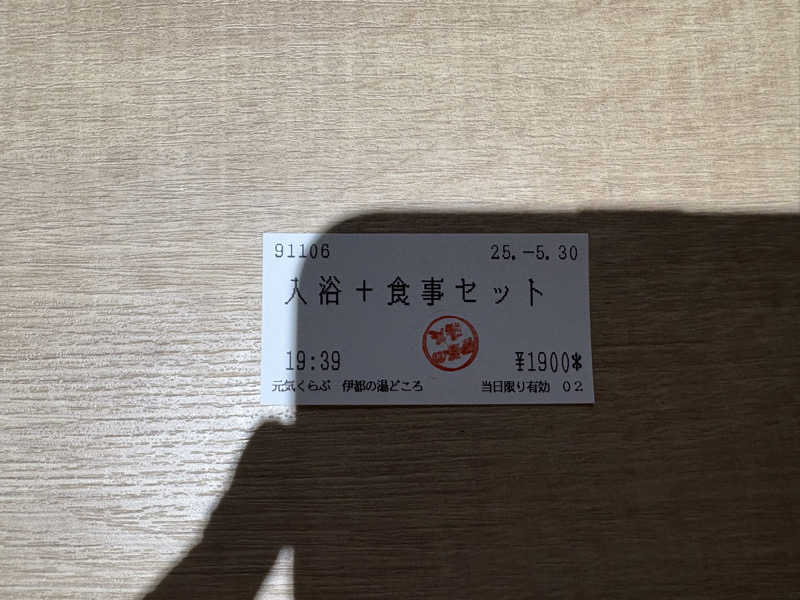 91106 25.-5.30
入浴+食事セット
19:39 ¥1900*
元気くらぶ 伊都の湯どころ 当日限り有効 02